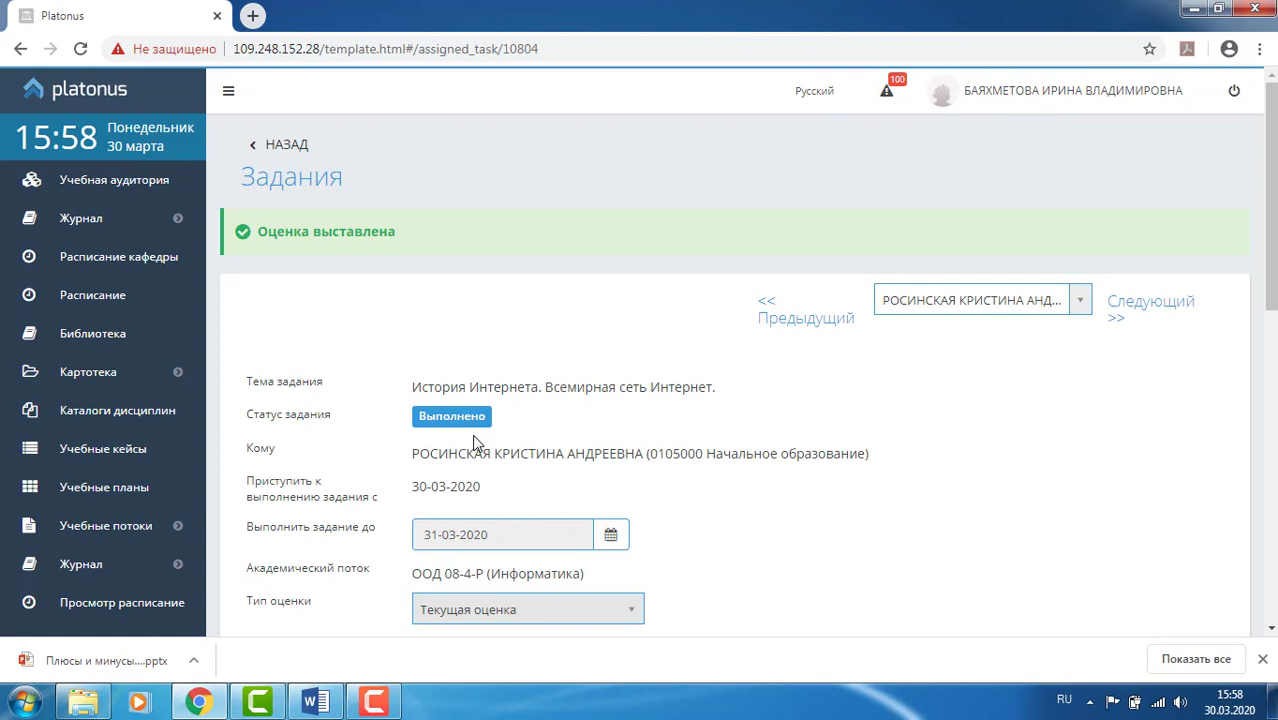 Platonus
Не защищено 109.248.152.28/template.html#/assigned_task/10804
platonus
Русский
100
БАЯХМЕТОВА ИРИНА ВЛАДИМИРОВНА
15:58 Понедельник
30 марта
Учебная аудитория
Журнал
Расписание кафедры
Расписание
Библиотека
Картотека
Каталоги дисциплин
Учебные кейсы
Учебные планы
Учебные потоки
Журнал
Просмотр расписание
НАЗАД
Задания
Оценка выставлена
<< Предыдущий
РОСИНСКАЯ КРИСТИНА АНД...
Следующий >>
Тема задания История Интернета. Всемирная сеть Интернет.
Статус задания Выполнено
Кому РОСИНСКАЯ КРИСТИНА АНДРЕЕВНА (0105000 Начальное образование)
Приступить к
выполнению задания с 30-03-2020
Выполнить задание до 31-03-2020
Академический поток ООД 08-4-Р (Информатика)
Тип оценки Текущая оценка
Плюсы и минусы....pptx
Показать все
RU
15:58
30.03.2020